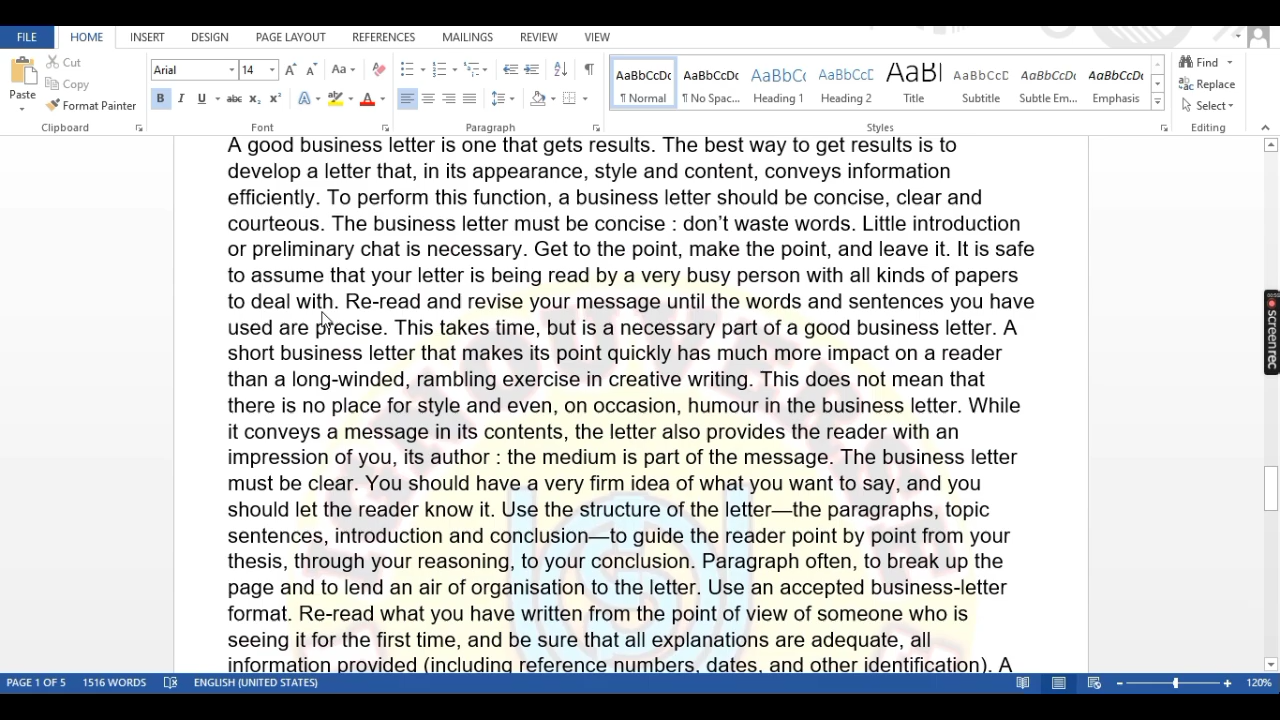 FILE HOME INSERT DESIGN PAGE LAYOUT REFERENCES MAILINGS REVIEW VIEW
Cut
Copy
Paste
Format Painter
Arial 14
AaBbCcDc AaBbCcDc AaBbCc AaBbCcD AaBI AaBbCcD AaBbCcDc AaBbCcDc
¶ Normal ¶ No Spac... Heading 1 Heading 2 Title Subtitle Subtle Em... Emphasis
Find
Replace
Select
Clipboard Font Paragraph Styles Editing
A good business letter is one that gets results. The best way to get results is to
develop a letter that, in its appearance, style and content, conveys information
efficiently. To perform this function, a business letter should be concise, clear and
courteous. The business letter must be concise : don't waste words. Little introduction
or preliminary chat is necessary. Get to the point, make the point, and leave it. It is safe
to assume that your letter is being read by a very busy person with all kinds of papers
to deal with. Re-read and revise your message until the words and sentences you have
used are precise. This takes time, but is a necessary part of a good business letter. A
short business letter that makes its point quickly has much more impact on a reader
than a long-winded, rambling exercise in creative writing. This does not mean that
there is no place for style and even, on occasion, humour in the business letter. While
it conveys a message in its contents, the letter also provides the reader with an
impression of you, its author : the medium is part of the message. The business letter
must be clear. You should have a very firm idea of what you want to say, and you
should let the reader know it. Use the structure of the letter—the paragraphs, topic
sentences, introduction and conclusion—to guide the reader point by point from your
thesis, through your reasoning, to your conclusion. Paragraph often, to break up the
page and to lend an air of organisation to the letter. Use an accepted business-letter
format. Re-read what you have written from the point of view of someone who is
seeing it for the first time, and be sure that all explanations are adequate, all
information provided (including reference numbers, dates, and other identification). A
screenrec
PAGE 1 OF 5 1516 WORDS ENGLISH (UNITED STATES) 120%